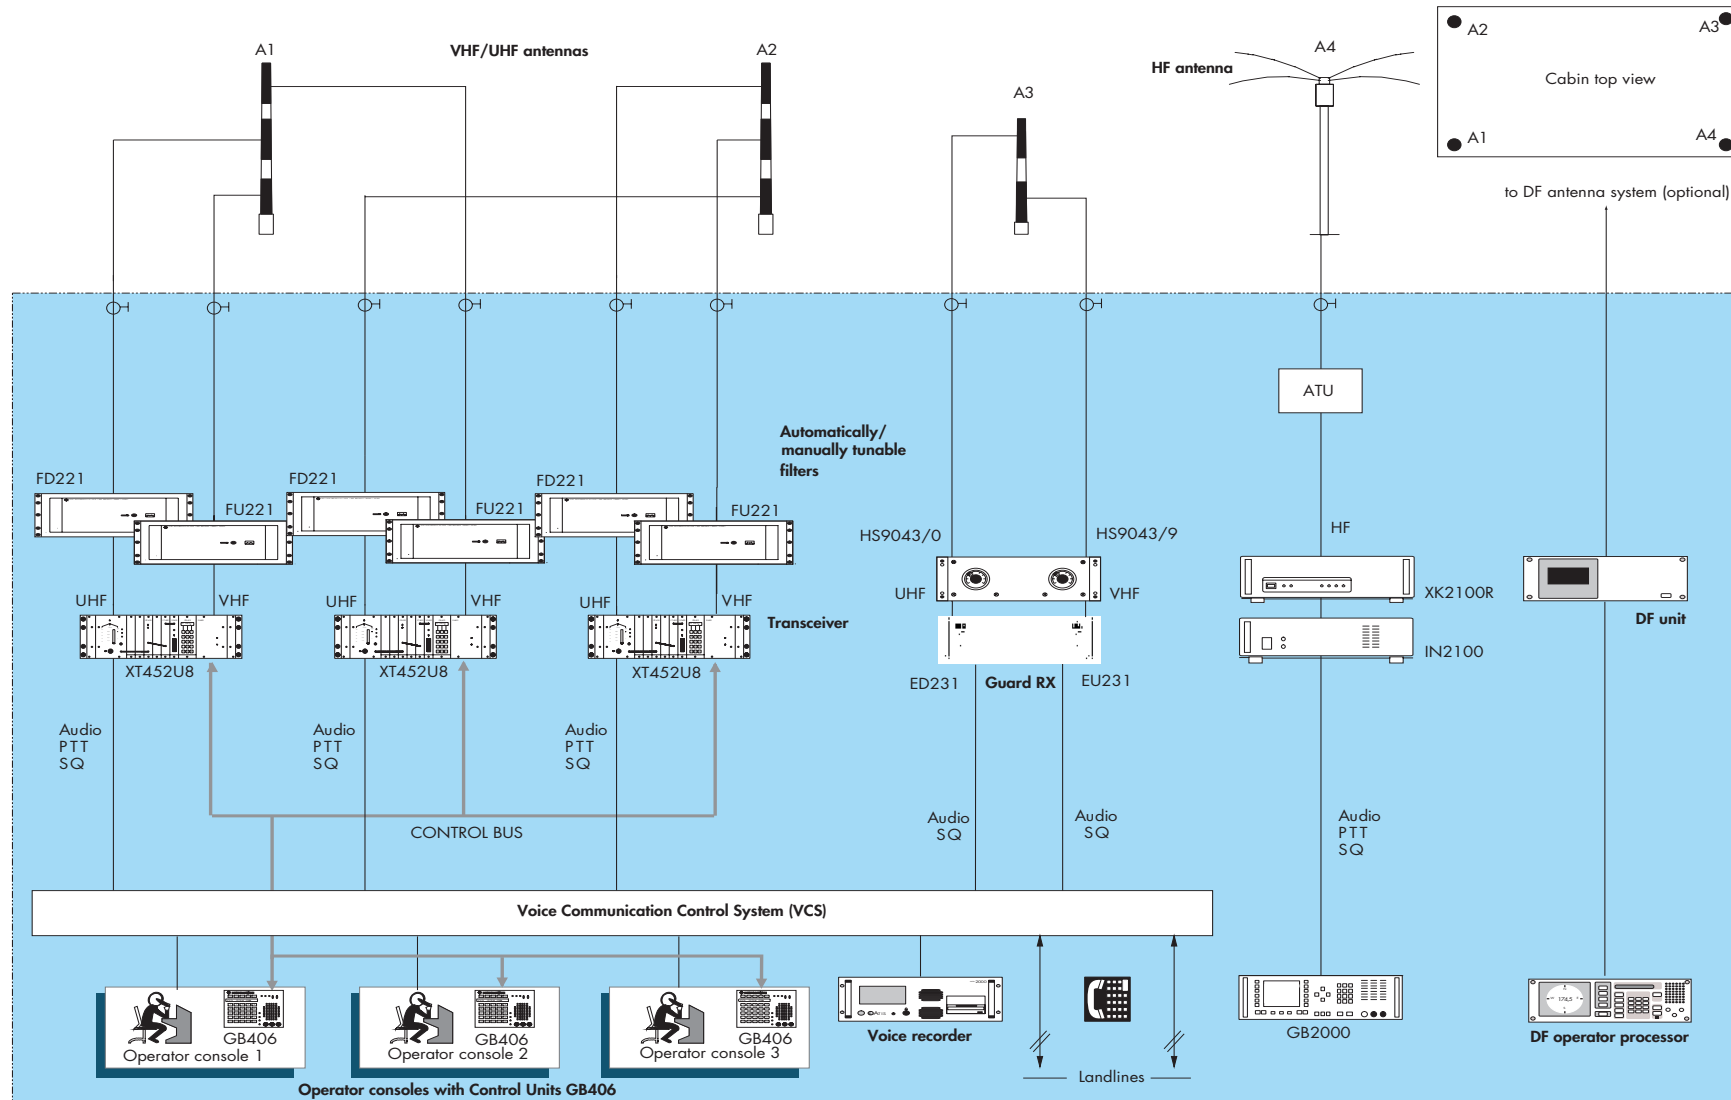 A1
VHF/UHF antennas
A2
A3
HF antenna
A4
A2
A3
Cabin top view
A1
A4
to DF antenna system (optional)
ATU
Automatically/
manually tunable
filters
FD221
FU221
FD221
FU221
FD221
FU221
HS9043/0
HS9043/9
HF
UHF
VHF
UHF
VHF
UHF
VHF
Transceiver
UHF
VHF
XK2100R
DF unit
IN2100
XT452U8
XT452U8
XT452U8
ED231
Guard RX
EU231
Audio
PTT
SQ
Audio
PTT
SQ
Audio
PTT
SQ
Audio
SQ
Audio
SQ
Audio
PTT
SQ
CONTROL BUS
Voice Communication Control System (VCS)
GB406
Operator console 1
GB406
Operator console 2
GB406
Operator console 3
Operator consoles with Control Units GB406
Voice recorder
Landlines
GB2000
174,5
DF operator processor